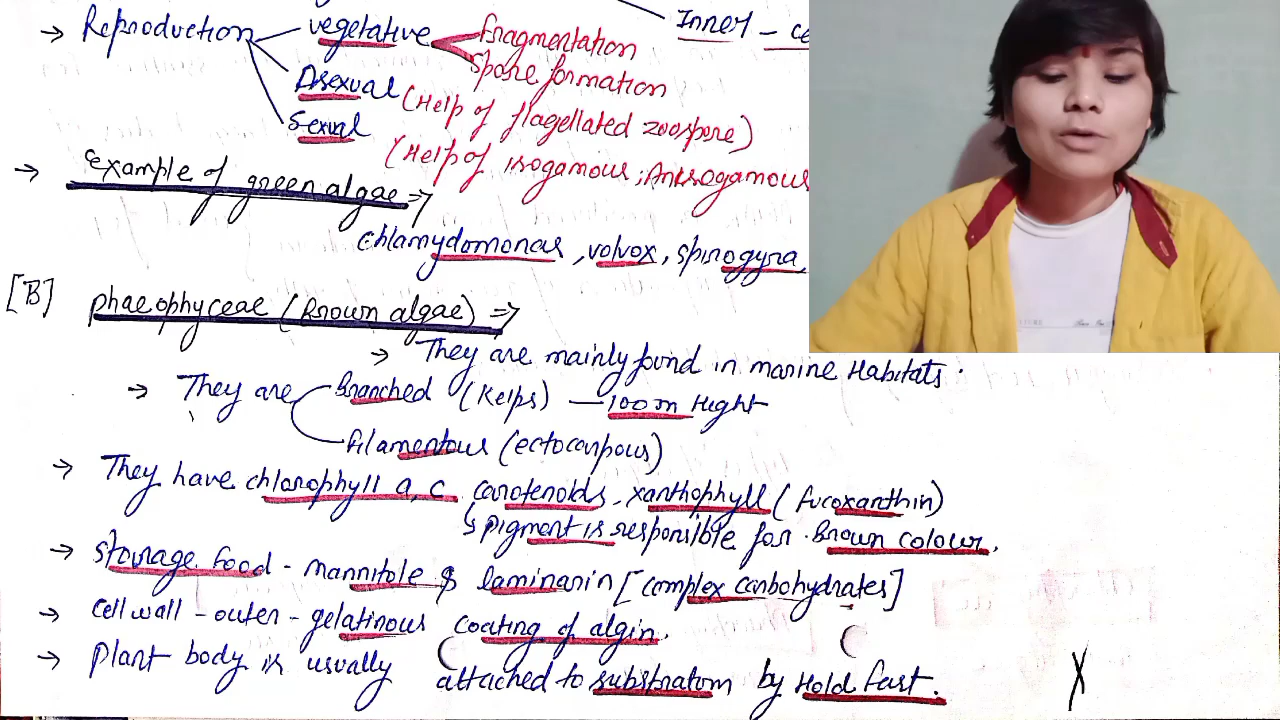 → Reproduction vegetative Fragmentation
Inner - ce
Spore formation
Asexual (Help of flagellated zoospore)
Sexual (Help of isogamous, Anisogamous
→ Example of green algae =>
chlamydomonas, volvox, spirogyra,
[B] phaeophyceae (Brown algae) =>
→ They are mainly found in marine Habitats.
→ They are Branched (Kelps) — 100m Hight
filamentous (ectocarpous)
→ They have chlorophyll a, c, carotenoids, xanthophyll (fucoxanthin)
↳ pigment is responsible for Brown colour.
→ storage food - mannitole & laminarin [complex carbohydrates]
→ cell wall - outer - gelatinous coating of algin.
→ plant body is usually attached to substratom by Hold fast.